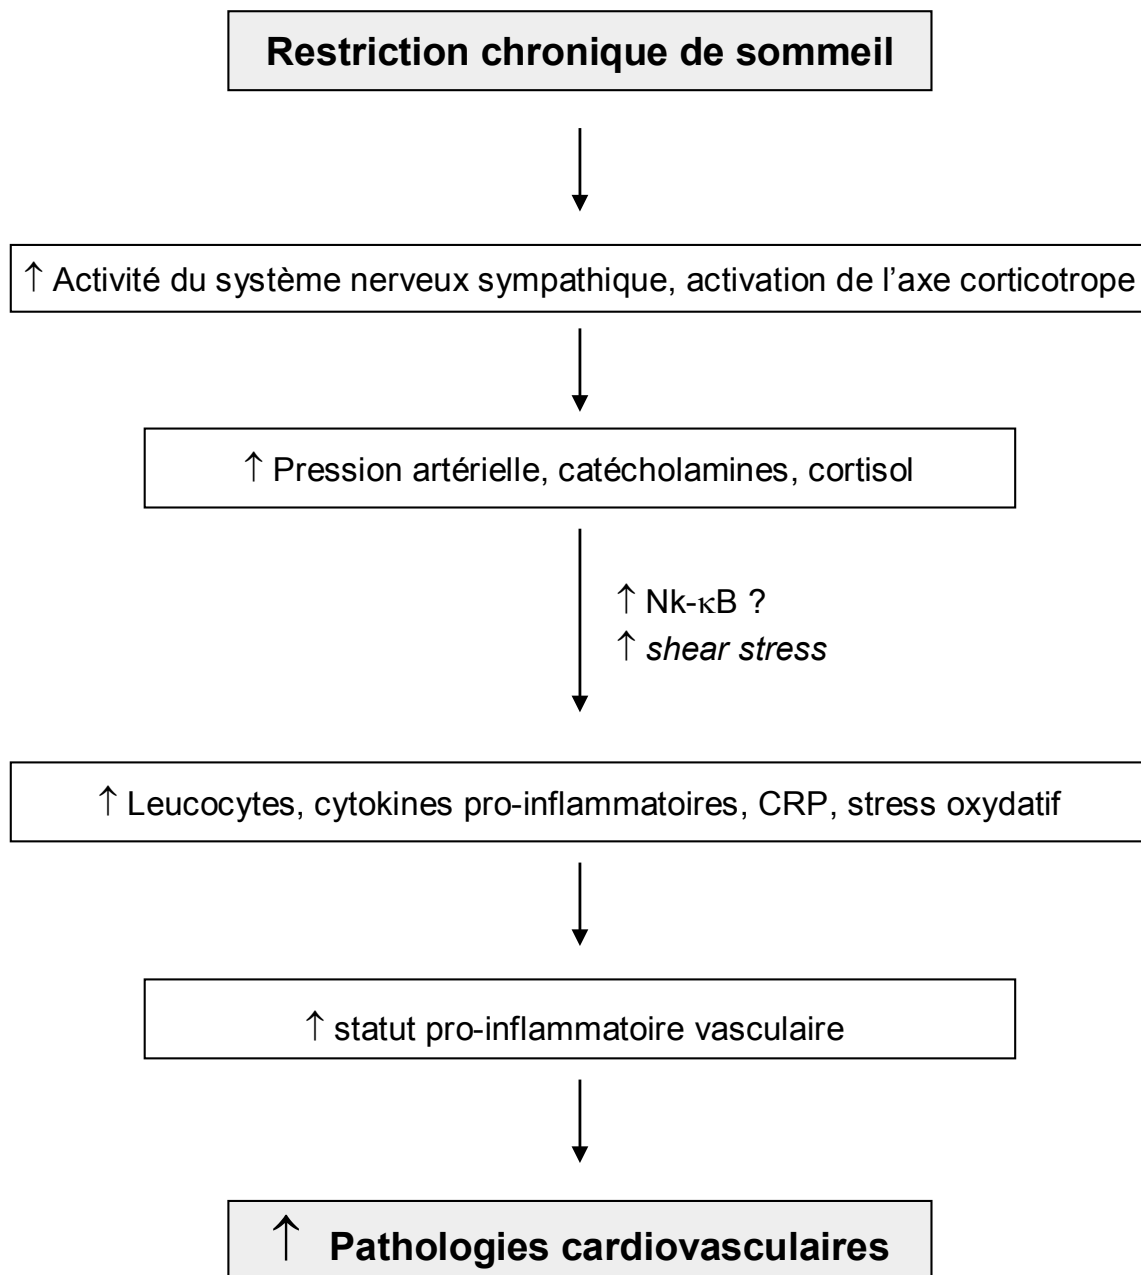 Restriction chronique de sommeil
↑ Activité du système nerveux sympathique, activation de l’axe corticotrope
↑ Pression artérielle, catécholamines, cortisol
↑ Nk-κB ?
↑ shear stress
↑ Leucocytes, cytokines pro-inflammatoires, CRP, stress oxydatif
↑ statut pro-inflammatoire vasculaire
↑ Pathologies cardiovasculaires